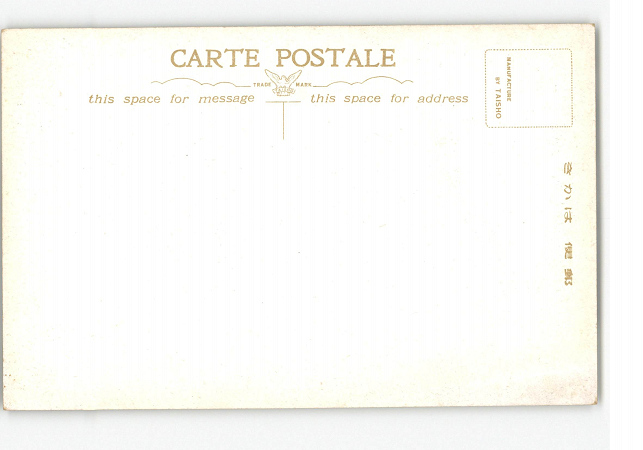 CARTE POSTALE
TRADE MARK
this space for message
this space for address
MANUFACTURE
BY TAISHO
きかは便郵